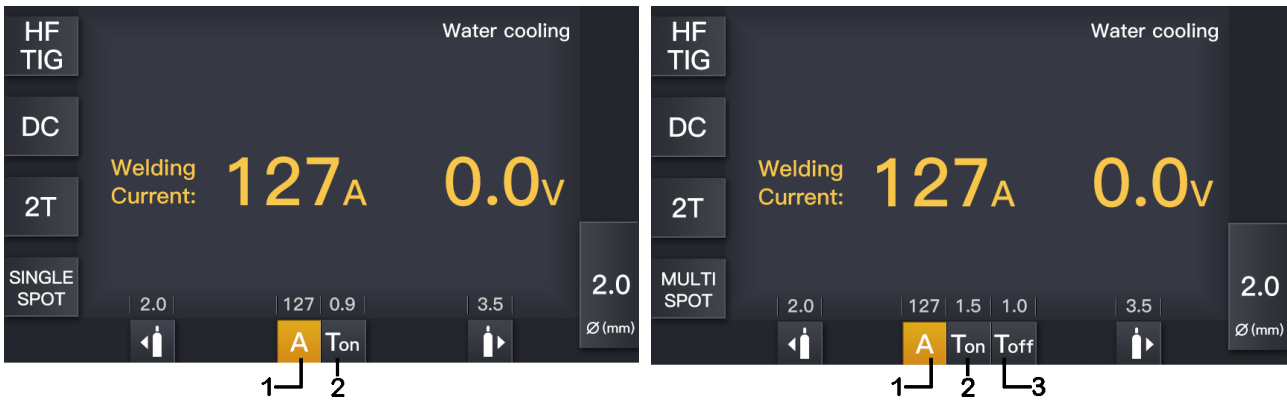 HF
TIG
DC
2T
SINGLE
SPOT
Water cooling
Welding
Current:
127A
0.0V
2.0
127
0.9
3.5
A
Ton
2.0
Ø (mm)
1
2
HF
TIG
DC
2T
MULTI
SPOT
Water cooling
Welding
Current:
127A
0.0V
2.0
127
1.5
1.0
3.5
A
Ton
Toff
2.0
Ø (mm)
1
2
3